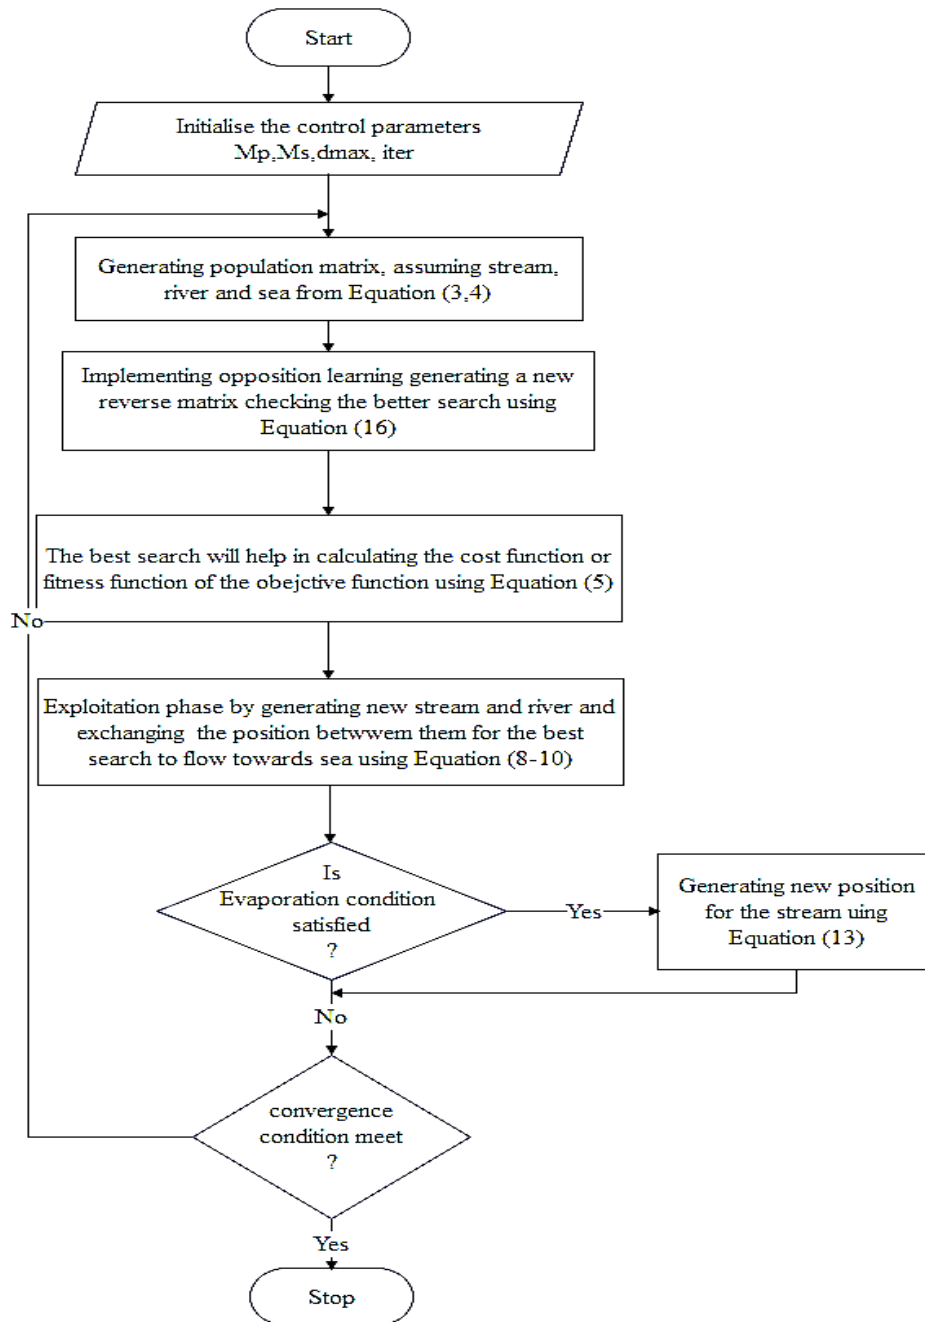 Start
Initialise the control parameters
Mp,Ms,dmax, iter
Generating population matrix, assuming stream,
river and sea from Equation (3,4)
Implementing opposition learning generating a new
reverse matrix checking the better search using
Equation (16)
The best search will help in calculating the cost function or
fitness function of the obejctive function using Equation (5)
No
Exploitation phase by generating new stream and river and
exchanging the position betwwem them for the best
search to flow towards sea using Equation (8-10)
Is
Evaporation condition
satisfied
?
Yes
Generating new position
for the stream uing
Equation (13)
No
convergence
condition meet
?
Yes
Stop